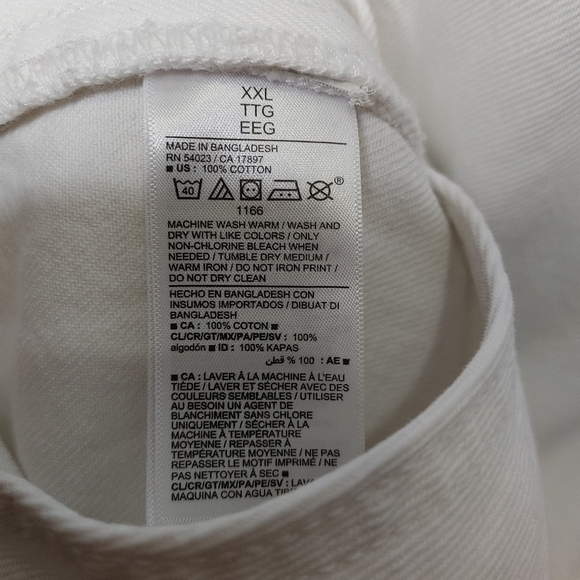 XXL
TTG
EEG
MADE IN BANGLADESH
RN 54023 / CA 17897
■ US : 100% COTTON
40 ®
1166
MACHINE WASH WARM / WASH AND
DRY WITH LIKE COLORS / ONLY
NON-CHLORINE BLEACH WHEN
NEEDED / TUMBLE DRY MEDIUM /
WARM IRON / DO NOT IRON PRINT /
DO NOT DRY CLEAN
HECHO EN BANGLADESH CON
INSUMOS IMPORTADOS / DIBUAT DI
BANGLADESH
■ CA : 100% COTON ■
CL/CR/GT/MX/PA/PE/SV : 100%
algodón ■ ID : 100% KAPAS
■ AE : 100 % قطن
■ CA : LAVER À LA MACHINE À L'EAU
TIÈDE / LAVER ET SÉCHER AVEC DES
COULEURS SEMBLABLES / UTILISER
AU BESOIN UN AGENT DE
BLANCHIMENT SANS CHLORE
UNIQUEMENT / SÉCHER À LA
MACHINE À TEMPÉRATURE
MOYENNE / REPASSER À
TEMPÉRATURE MOYENNE / NE PAS
REPASSER LE MOTIF IMPRIMÉ / NE
PAS NETTOYER À SEC ■
CL/CR/GT/MX/PA/PE/SV :
MAQUINA CON AGUA